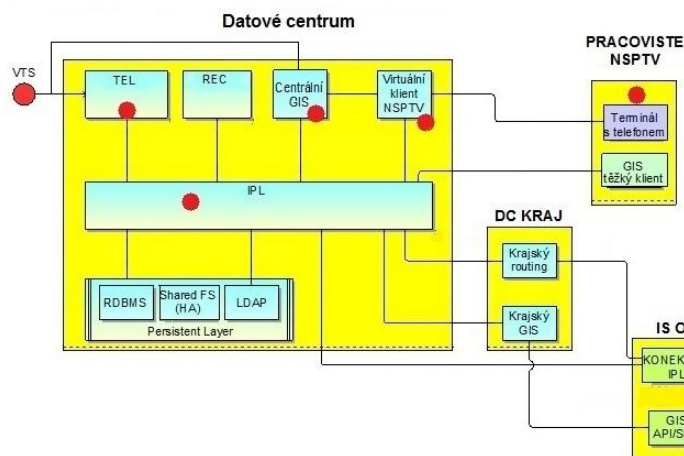 Datové centrum
PRACOVISTE
NSPTV
VTS
TEL
REC
Centrální
GIS
Virtuální
klient
NSPTV
Terminál
s telefonem
GIS
těžký klient
IPL
DC KRAJ
Krajský
routing
Krajský
GIS
RDBMS
Shared FS
(HA)
LDAP
Persistent Layer
IS O
KONEK
IPL
GIS